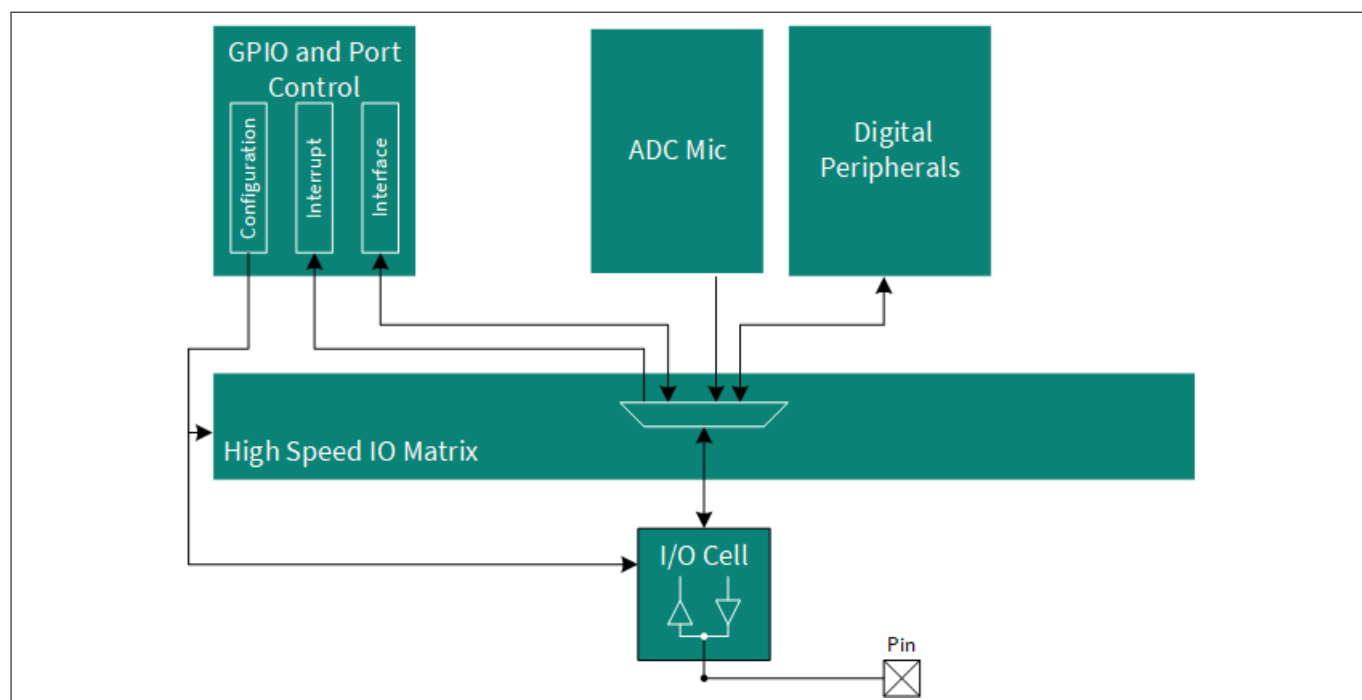 GPIO and Port
Control
Configuration
Interrupt
Interface
ADC Mic
Digital
Peripherals
High Speed IO Matrix
I/O Cell
Pin